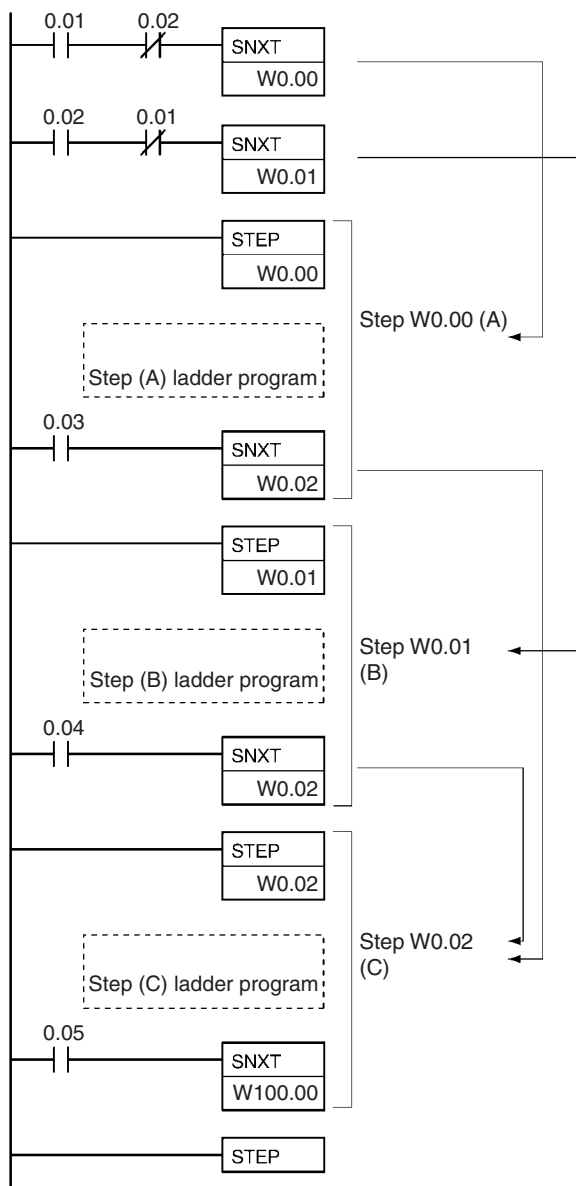 0.01 0.02
SNXT
W0.00
0.02 0.01
SNXT
W0.01
STEP
W0.00
Step W0.00 (A)
Step (A) ladder program
0.03
SNXT
W0.02
STEP
W0.01
Step W0.01
(B)
Step (B) ladder program
0.04
SNXT
W0.02
STEP
W0.02
Step W0.02
(C)
Step (C) ladder program
0.05
SNXT
W100.00
STEP